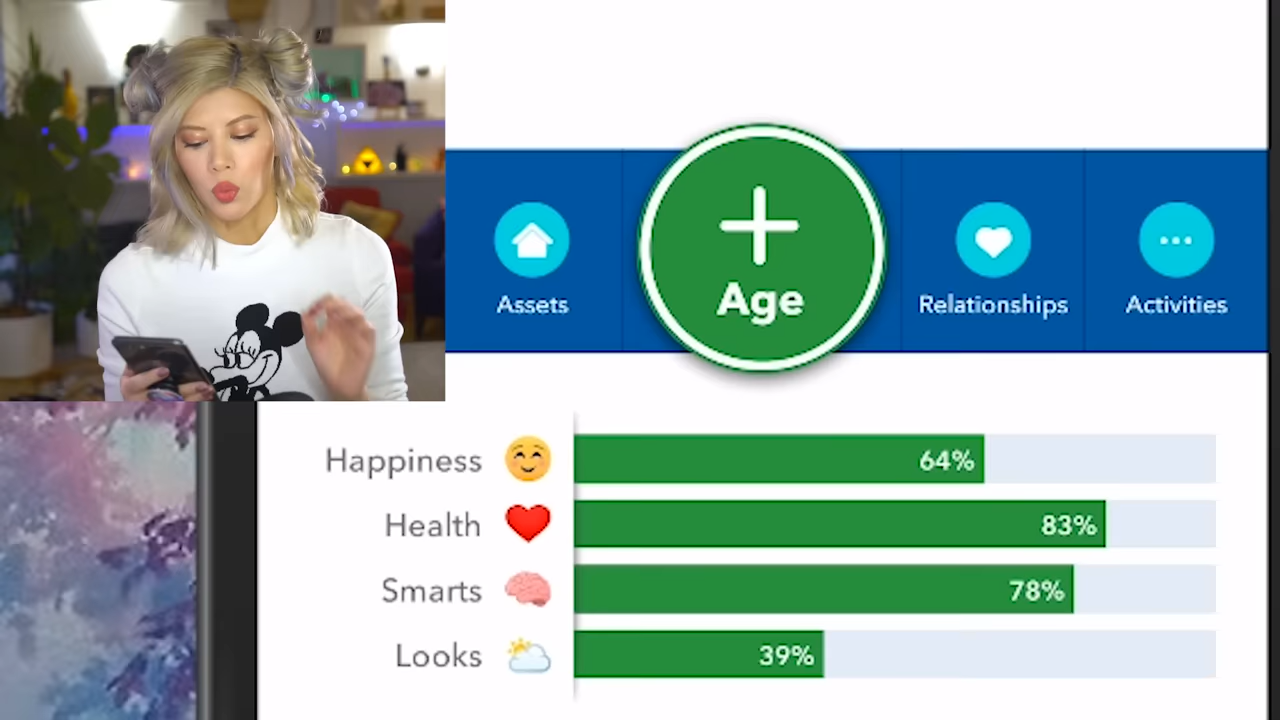 Assets
Age
Relationships
Activities
Happiness 64%
Health 83%
Smarts 78%
Looks 39%